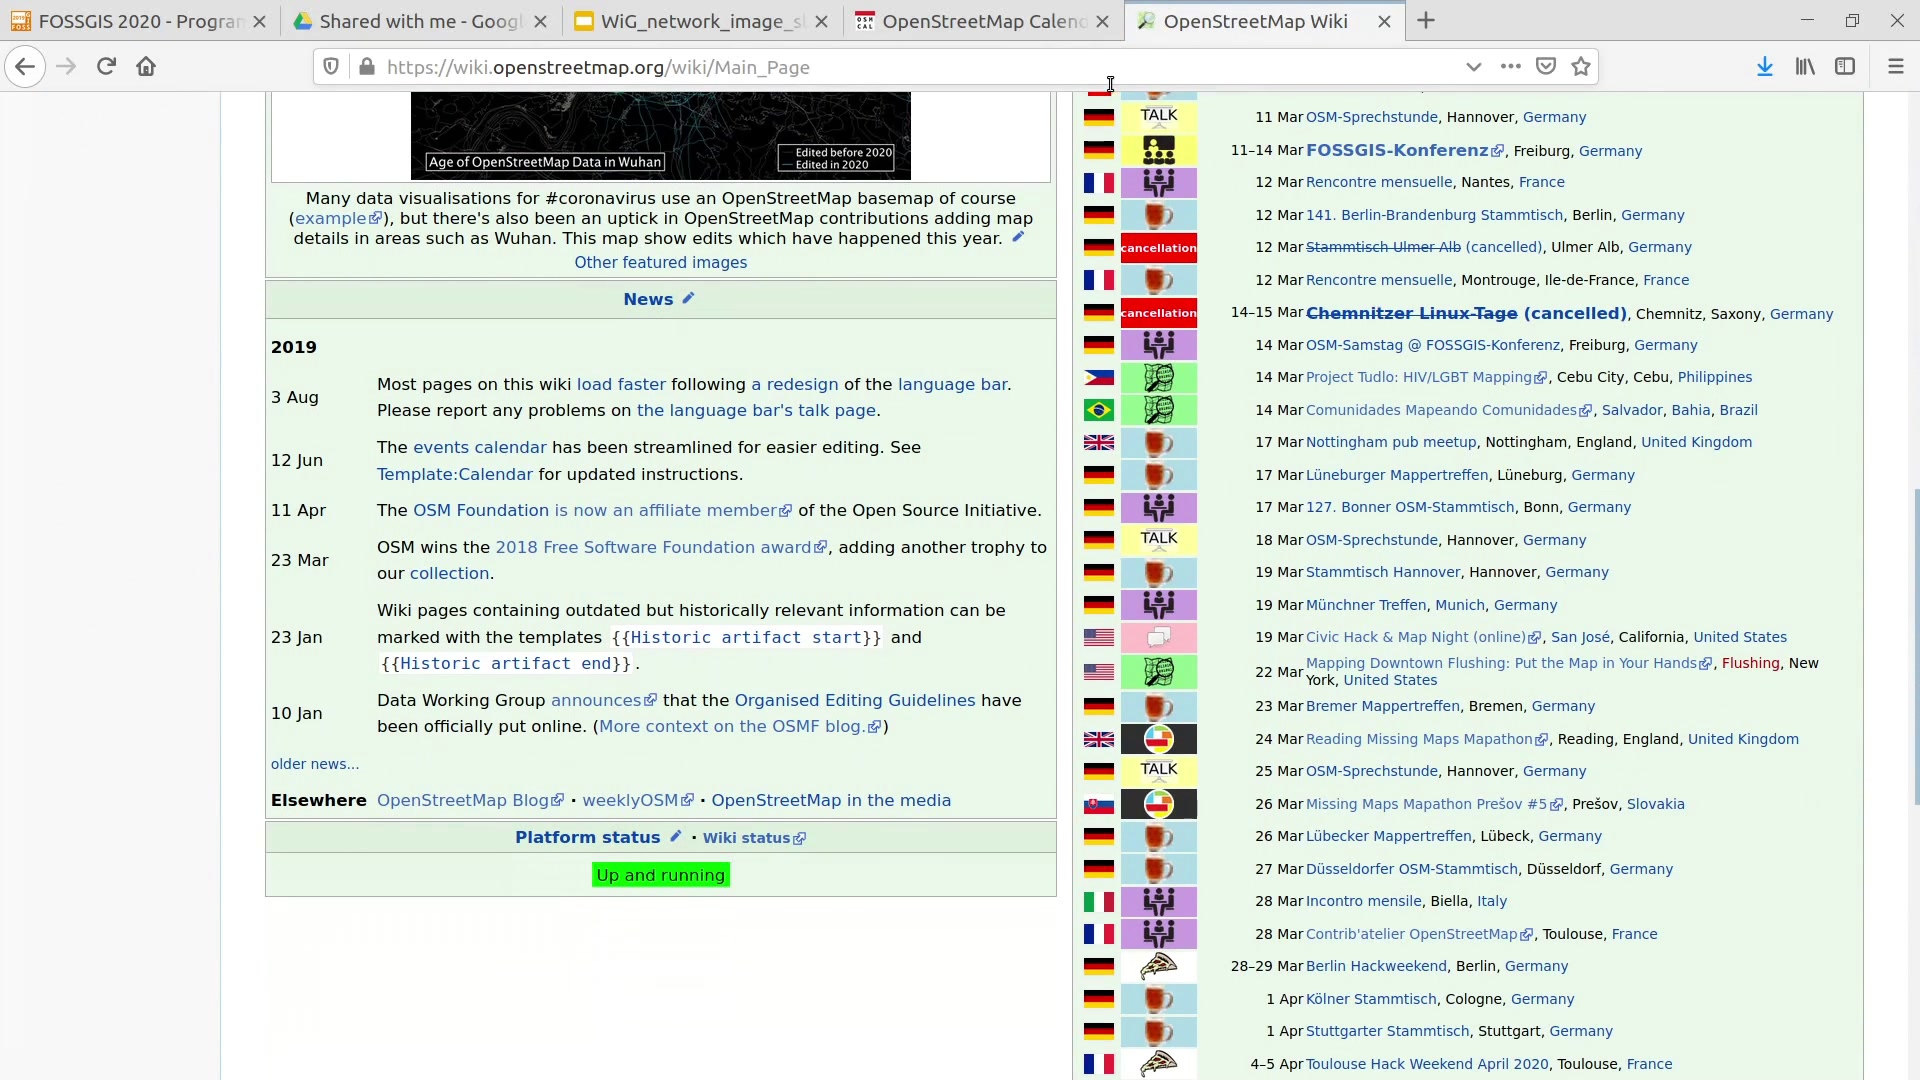 FOSSGIS 2020 - Program
Shared with me - Googl
WiG_network_image_sl
OpenStreetMap Calend
OpenStreetMap Wiki
https://wiki.openstreetmap.org/wiki/Main_Page
Age of OpenStreetMap Data in Wuhan
Edited before 2020
Edited in 2020
Many data visualisations for #coronavirus use an OpenStreetMap basemap of course
(example), but there's also been an uptick in OpenStreetMap contributions adding map
details in areas such as Wuhan. This map show edits which have happened this year.
Other featured images
News
2019
3 Aug
Most pages on this wiki load faster following a redesign of the language bar.
Please report any problems on the language bar's talk page.
12 Jun
The events calendar has been streamlined for easier editing. See
Template:Calendar for updated instructions.
11 Apr The OSM Foundation is now an affiliate member of the Open Source Initiative.
23 Mar
OSM wins the 2018 Free Software Foundation award, adding another trophy to
our collection.
23 Jan
Wiki pages containing outdated but historically relevant information can be
marked with the templates {{Historic artifact start}} and
{{Historic artifact end}}.
10 Jan
Data Working Group announces that the Organised Editing Guidelines have
been officially put online. (More context on the OSMF blog.)
older news...
Elsewhere OpenStreetMap Blog · weeklyOSM · OpenStreetMap in the media
Platform status · Wiki status
Up and running
TALK 11 Mar OSM-Sprechstunde, Hannover, Germany
11–14 Mar FOSSGIS-Konferenz, Freiburg, Germany
12 Mar Rencontre mensuelle, Nantes, France
12 Mar 141. Berlin-Brandenburg Stammtisch, Berlin, Germany
cancellation 12 Mar Stammtisch Ulmer Alb (cancelled), Ulmer Alb, Germany
12 Mar Rencontre mensuelle, Montrouge, Ile-de-France, France
cancellation 14–15 Mar Chemnitzer Linux-Tage (cancelled), Chemnitz, Saxony, Germany
14 Mar OSM-Samstag @ FOSSGIS-Konferenz, Freiburg, Germany
14 Mar Project Tudlo: HIV/LGBT Mapping, Cebu City, Cebu, Philippines
14 Mar Comunidades Mapeando Comunidades, Salvador, Bahia, Brazil
17 Mar Nottingham pub meetup, Nottingham, England, United Kingdom
17 Mar Lüneburger Mappertreffen, Lüneburg, Germany
17 Mar 127. Bonner OSM-Stammtisch, Bonn, Germany
TALK 18 Mar OSM-Sprechstunde, Hannover, Germany
19 Mar Stammtisch Hannover, Hannover, Germany
19 Mar Münchner Treffen, Munich, Germany
19 Mar Civic Hack & Map Night (online), San José, California, United States
22 Mar Mapping Downtown Flushing: Put the Map in Your Hands, Flushing, New
York, United States
23 Mar Bremer Mappertreffen, Bremen, Germany
24 Mar Reading Missing Maps Mapathon, Reading, England, United Kingdom
TALK 25 Mar OSM-Sprechstunde, Hannover, Germany
26 Mar Missing Maps Mapathon Prešov #5, Prešov, Slovakia
26 Mar Lübecker Mappertreffen, Lübeck, Germany
27 Mar Düsseldorfer OSM-Stammtisch, Düsseldorf, Germany
28 Mar Incontro mensile, Biella, Italy
28 Mar Contrib'atelier OpenStreetMap, Toulouse, France
28–29 Mar Berlin Hackweekend, Berlin, Germany
1 Apr Kölner Stammtisch, Cologne, Germany
1 Apr Stuttgarter Stammtisch, Stuttgart, Germany
4–5 Apr Toulouse Hack Weekend April 2020, Toulouse, France